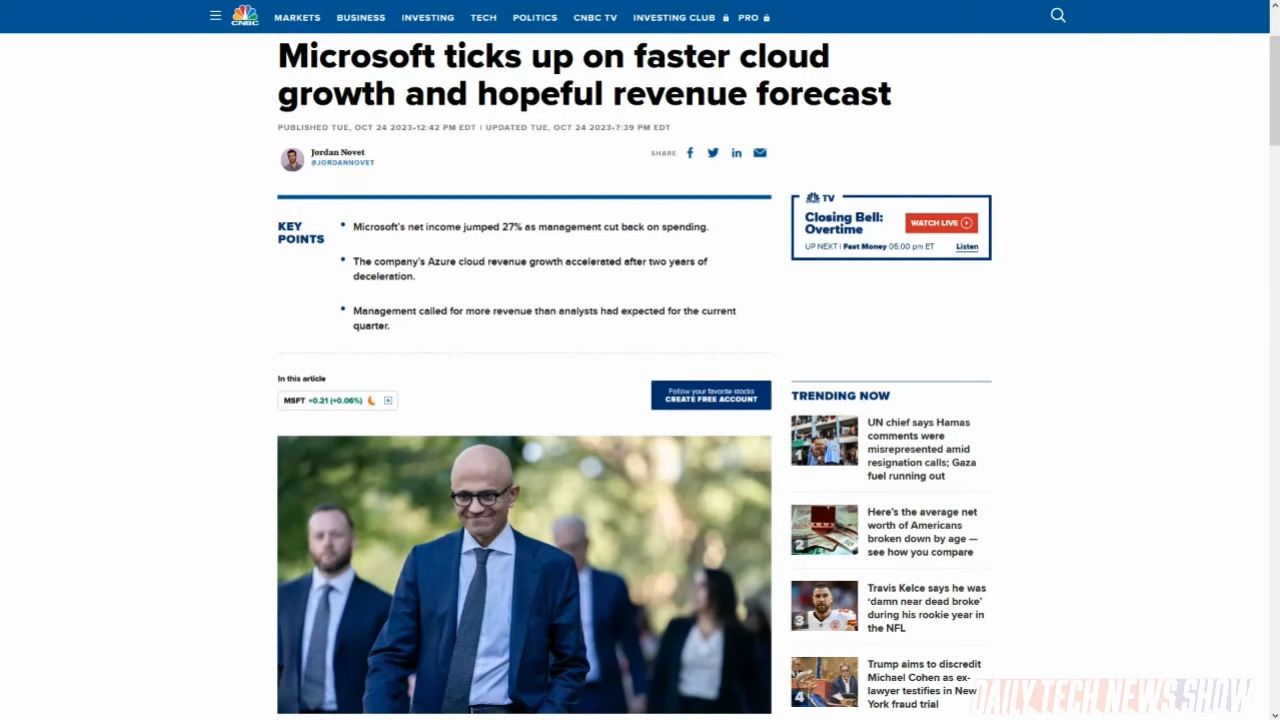 CNBC
MARKETS BUSINESS INVESTING TECH POLITICS CNBC TV INVESTING CLUB PRO
Microsoft ticks up on faster cloud
growth and hopeful revenue forecast
PUBLISHED TUE, OCT 24 2023•12:42 PM EDT | UPDATED TUE, OCT 24 2023•7:39 PM EDT
Jordan Novet
@JORDANNOVET
SHARE
KEY
POINTS
• Microsoft's net income jumped 27% as management cut back on spending.
• The company's Azure cloud revenue growth accelerated after two years of
deceleration.
• Management called for more revenue than analysts had expected for the current
quarter.
In this article
MSFT +0.21 (+0.06%)
Follow your favorite stocks
CREATE FREE ACCOUNT
TV
Closing Bell:
Overtime
WATCH LIVE
UP NEXT | Fast Money 05:00 pm ET
Listen
TRENDING NOW
1
UN chief says Hamas
comments were
misrepresented amid
resignation calls; Gaza
fuel running out
2
Here's the average net
worth of Americans
broken down by age —
see how you compare
3
Travis Kelce says he was
'damn near dead broke'
during his rookie year in
the NFL
4
Trump aims to discredit
Michael Cohen as ex-
lawyer testifies in New
York fraud trial
DAILY TECH NEWS SHOW